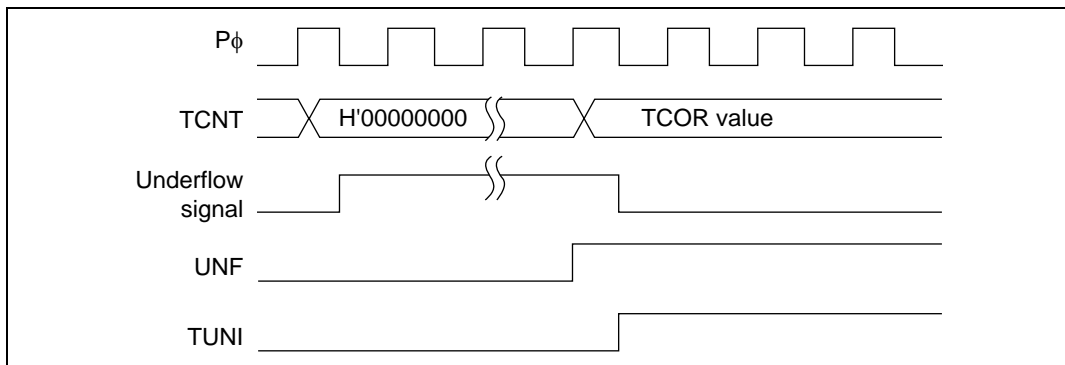 Pϕ
TCNT
H'00000000
TCOR value
Underflow
signal
UNF
TUNI